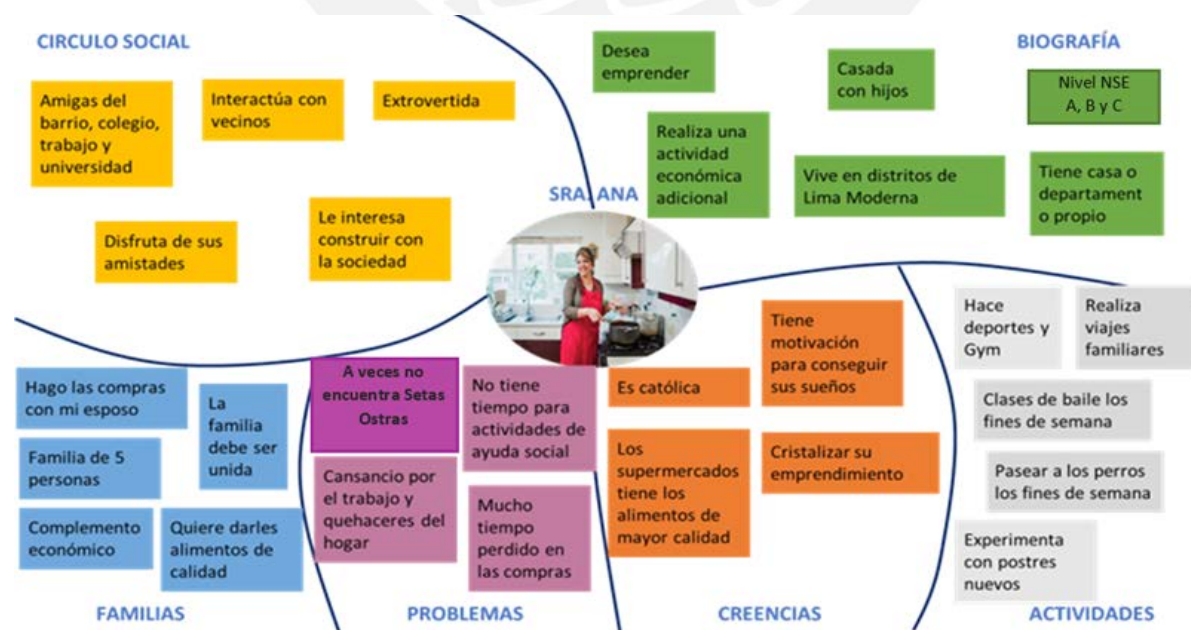 CIRCULO SOCIAL
Amigas del
barrio, colegio,
trabajo y
universidad
Interactúa con
vecinos
Extrovertida
Disfruta de sus
amistades
Le interesa
construir con
la sociedad
BIOGRAFÍA
Desea
emprender
Casada
con hijos
Nivel NSE
A, B y C
Realiza una
actividad
económica
adicional
Vive en distritos de
Lima Moderna
Tiene casa o
departament
o propio
SRA. ANA
Hago las compras
con mi esposo
La
familia
debe ser
unida
Familia de 5
personas
Complemento
económico
Quiere darles
alimentos de
calidad
FAMILIAS
A veces no
encuentra Setas
Ostras
No tiene
tiempo para
actividades de
ayuda social
Cansancio por
el trabajo y
quehaceres del
hogar
Mucho
tiempo
perdido en
las compras
PROBLEMAS
Tiene
motivación
para conseguir
sus sueños
Es católica
Los
supermercados
tiene los
alimentos de
mayor calidad
Cristalizar su
emprendimiento
CREENCIAS
Hace
deportes y
Gym
Realiza
viajes
familiares
Clases de baile los
fines de semana
Pasear a los perros
los fines de semana
Experimenta
con postres
nuevos
ACTIVIDADES